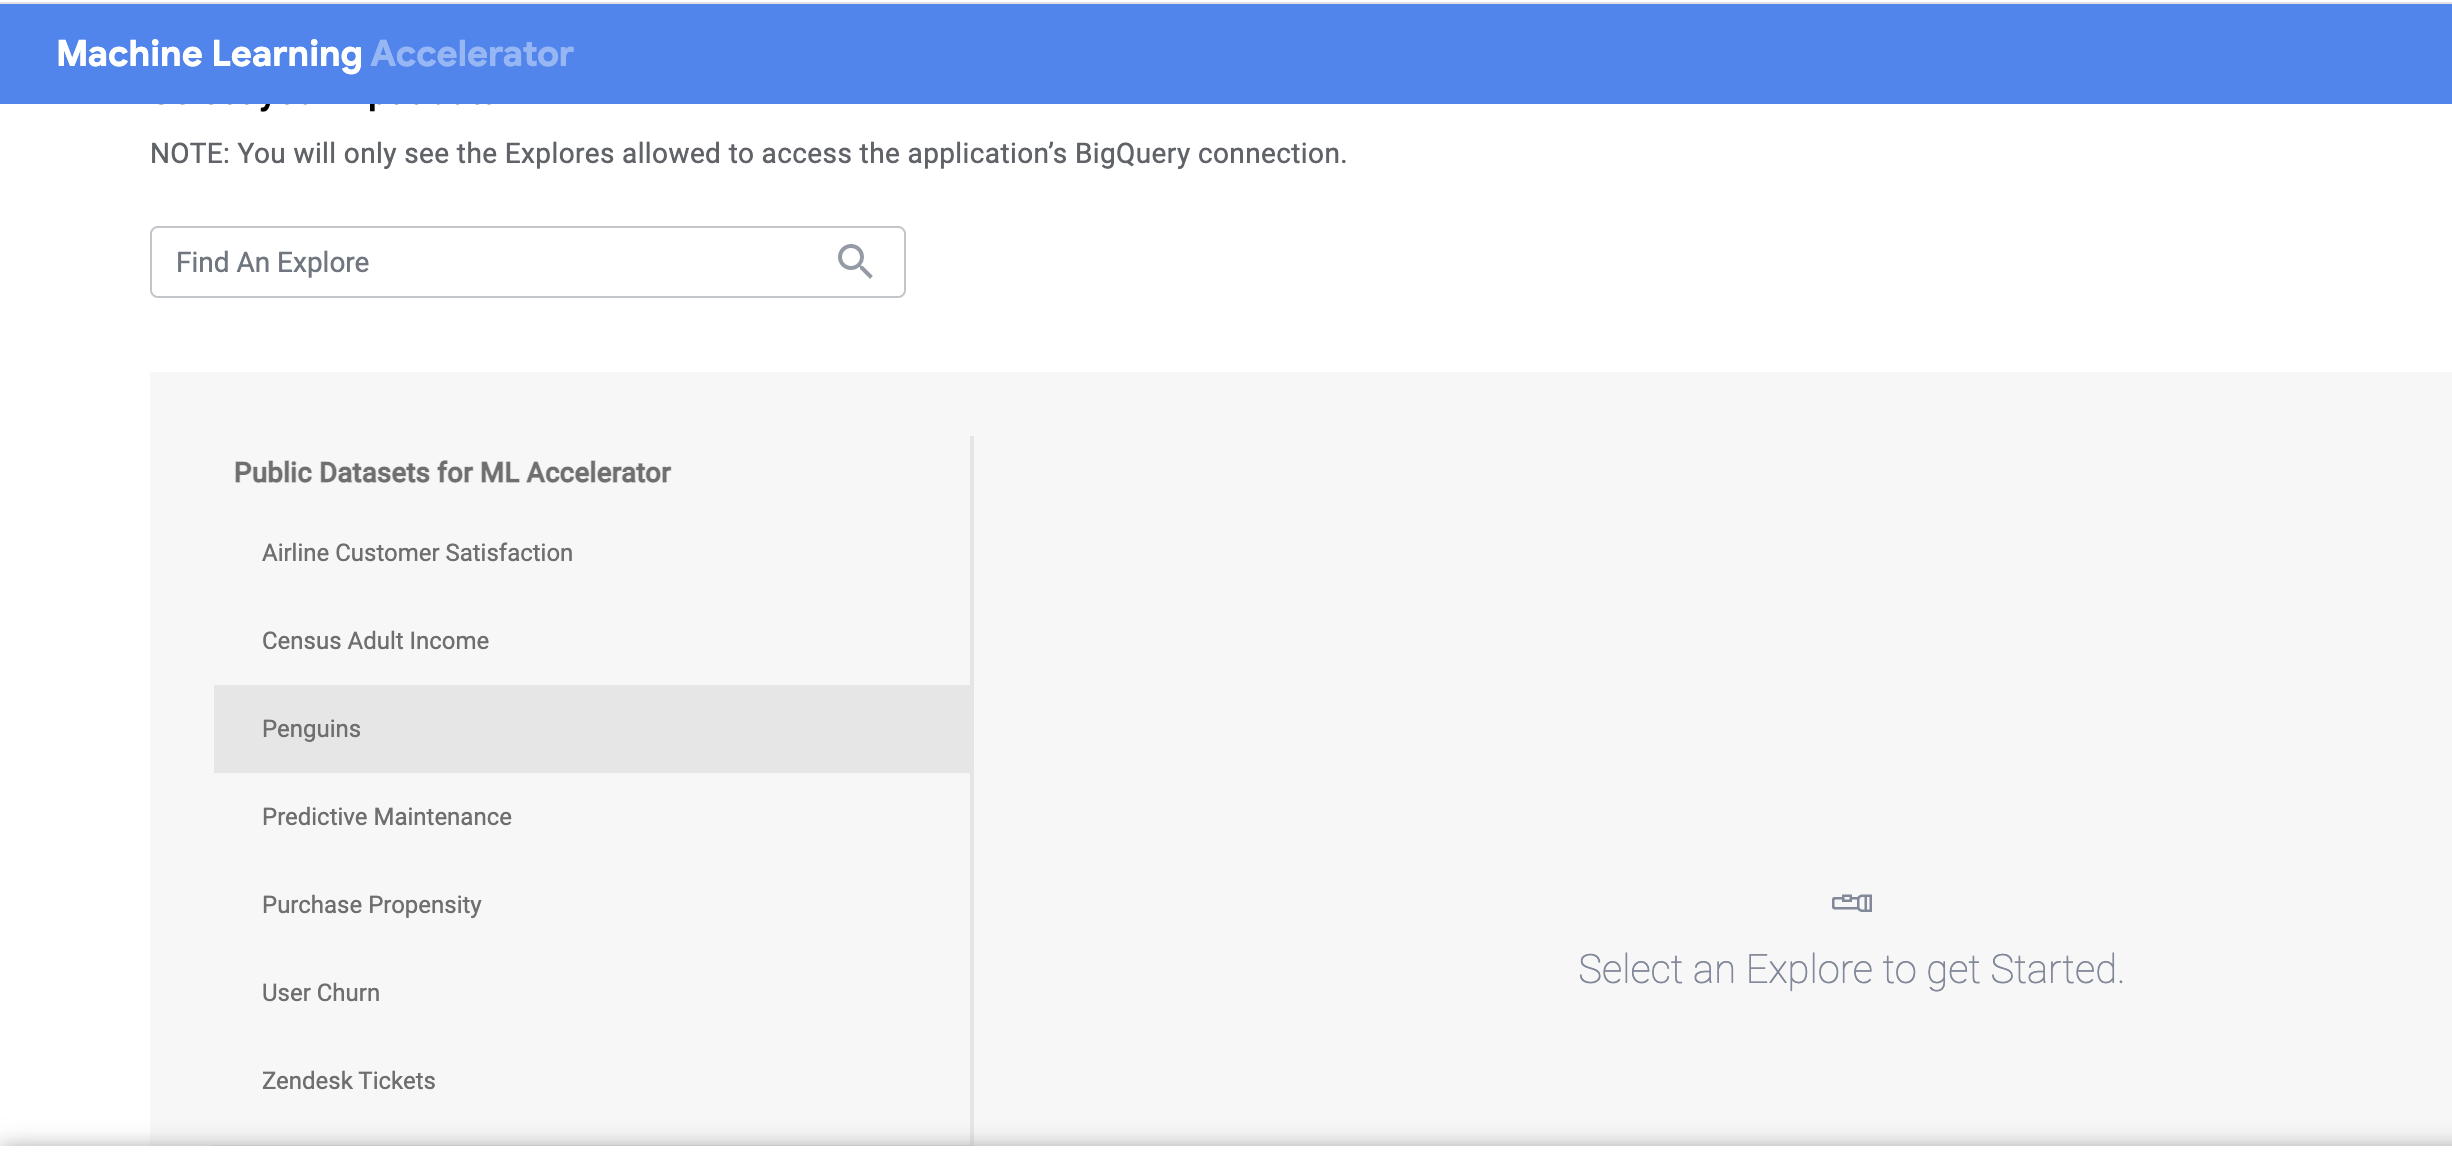 Machine Learning Accelerator
NOTE: You will only see the Explores allowed to access the application’s BigQuery connection.
Find An Explore
Public Datasets for ML Accelerator
Airline Customer Satisfaction
Census Adult Income
Penguins
Predictive Maintenance
Purchase Propensity
User Churn
Zendesk Tickets
Select an Explore to get Started.